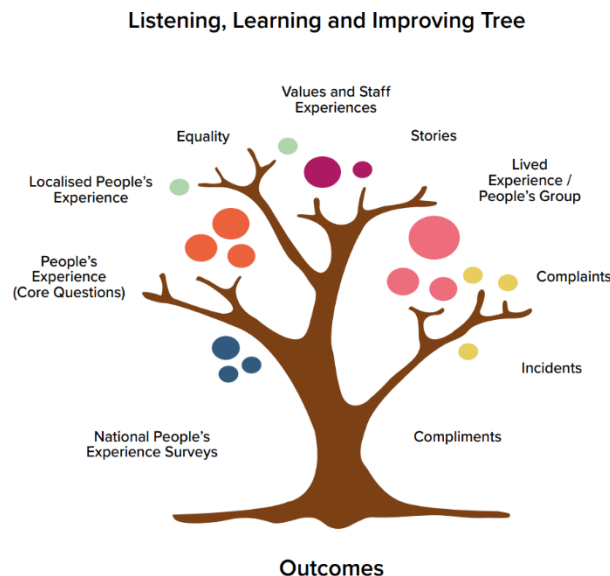 Listening, Learning and Improving Tree
Values and Staff
Experiences
Equality
Stories
Localised People's
Experience
Lived
Experience /
People's Group
People's
Experience
(Core Questions)
Complaints
Incidents
National People's
Experience Surveys
Compliments
Outcomes